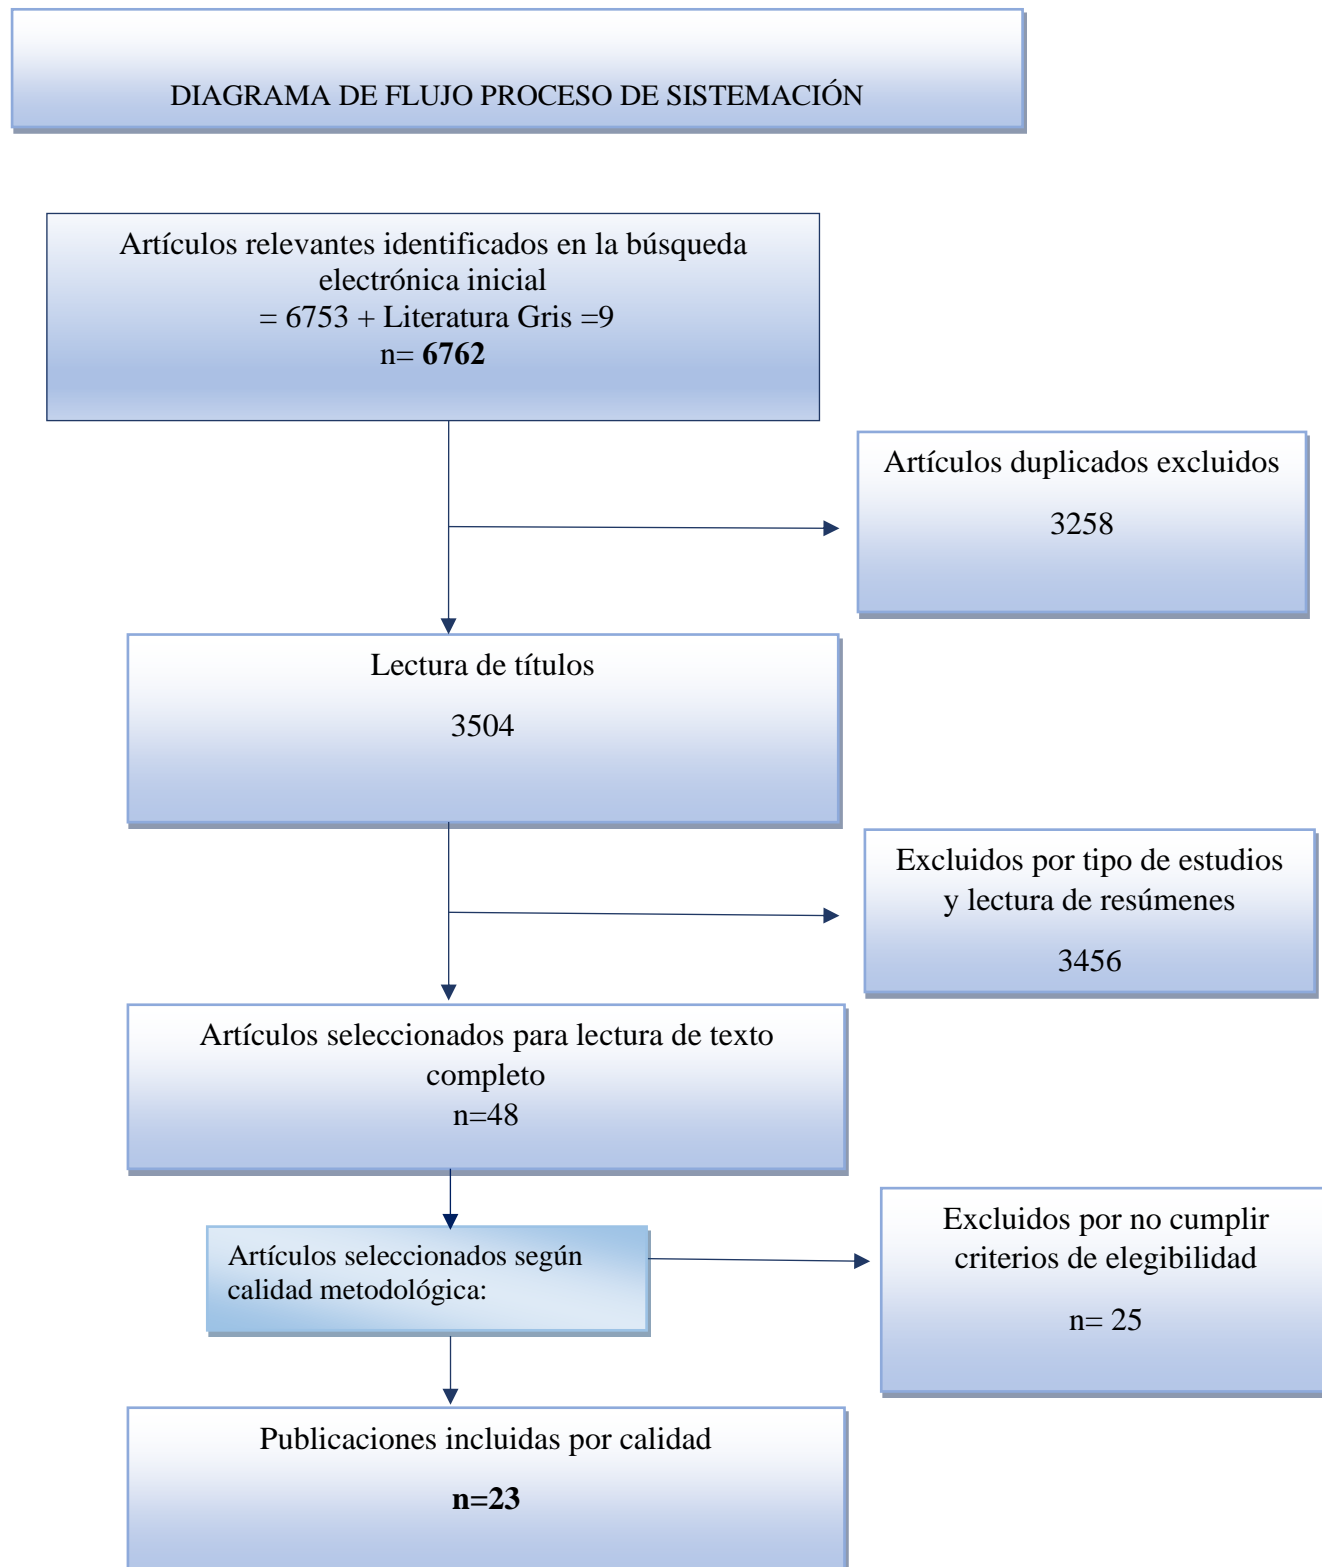 DIAGRAMA DE FLUJO PROCESO DE SISTEMACIÓN
Artículos relevantes identificados en la búsqueda
electrónica inicial
= 6753 + Literatura Gris =9
n= 6762
Artículos duplicados excluidos
3258
Lectura de títulos
3504
Excluidos por tipo de estudios
y lectura de resúmenes
3456
Artículos seleccionados para lectura de texto
completo
n=48
Artículos seleccionados según
calidad metodológica:
Excluidos por no cumplir
criterios de elegibilidad
n= 25
Publicaciones incluidas por calidad
n=23